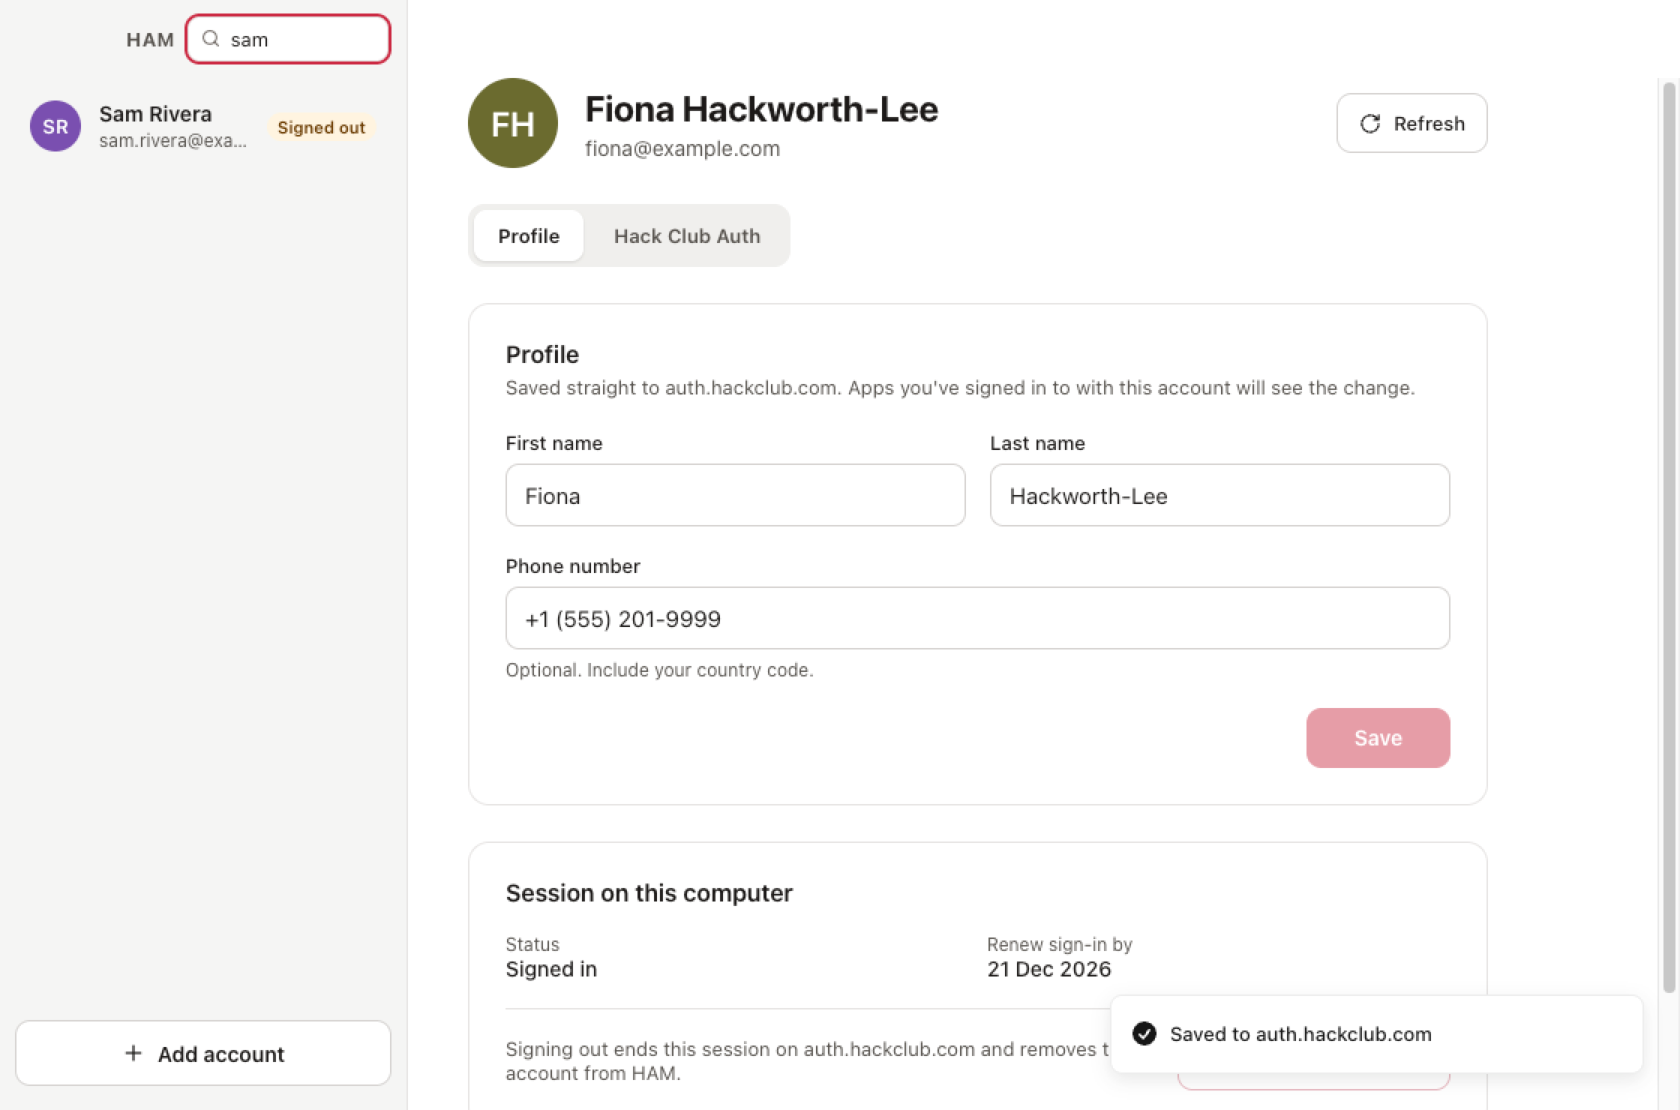 HAM
sam
SR
Sam Rivera
sam.rivera@exa...
Signed out
Add account
FH
Fiona Hackworth-Lee
fiona@example.com
Refresh
Profile
Hack Club Auth
Profile
Saved straight to auth.hackclub.com. Apps you've signed in to with this account will see the change.
First name
Last name
Fiona
Hackworth-Lee
Phone number
+1 (555) 201-9999
Optional. Include your country code.
Save
Session on this computer
Status
Renew sign-in by
Signed in
21 Dec 2026
Signing out ends this session on auth.hackclub.com and removes t
account from HAM.
Saved to auth.hackclub.com